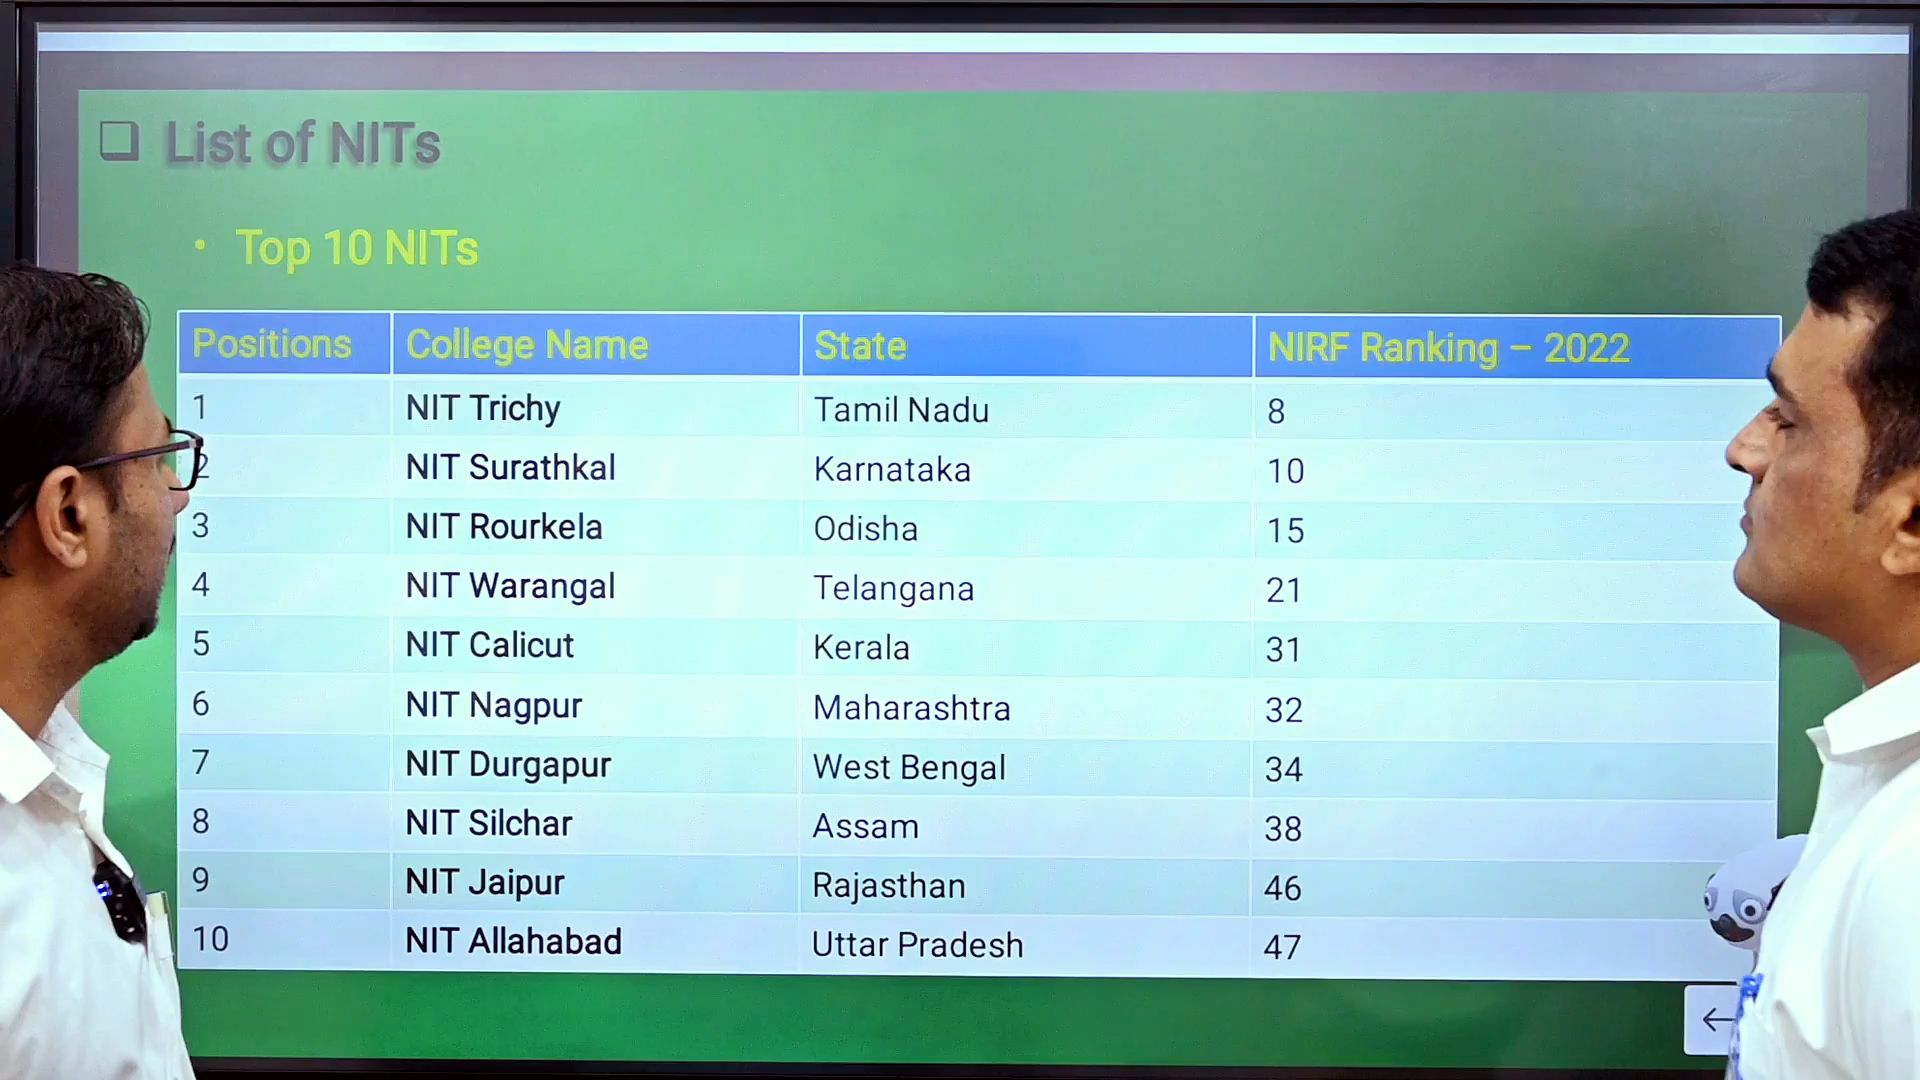 List of NITs
• Top 10 NITs
Positions College Name State NIRF Ranking – 2022
1 NIT Trichy Tamil Nadu 8
2 NIT Surathkal Karnataka 10
3 NIT Rourkela Odisha 15
4 NIT Warangal Telangana 21
5 NIT Calicut Kerala 31
6 NIT Nagpur Maharashtra 32
7 NIT Durgapur West Bengal 34
8 NIT Silchar Assam 38
9 NIT Jaipur Rajasthan 46
10 NIT Allahabad Uttar Pradesh 47